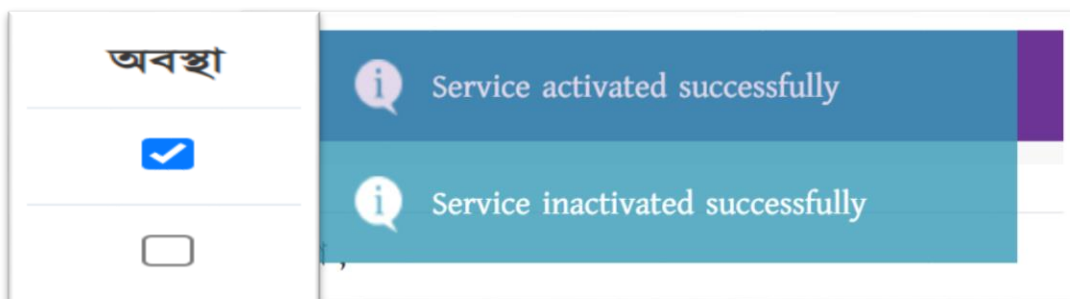 অবস্থা
Service activated successfully
Service inactivated successfully